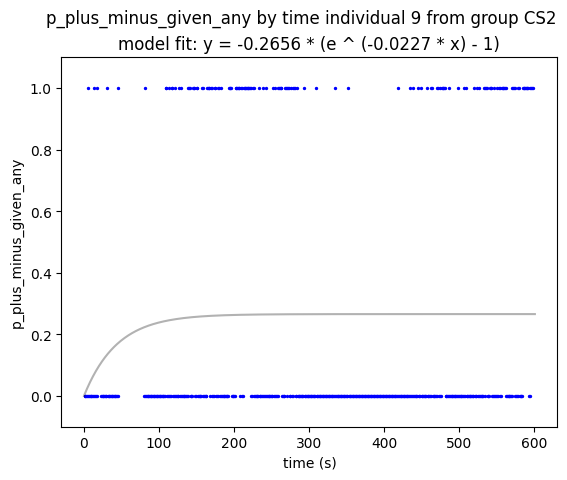 p_plus_minus_given_any by time individual 9 from group CS2
model fit: y = -0.2656 * (e ^ (-0.0227 * x) - 1)
1.0
0.8
0.6
0.4
0.2
0.0
p_plus_minus_given_any
0 100 200 300 400 500 600
time (s)